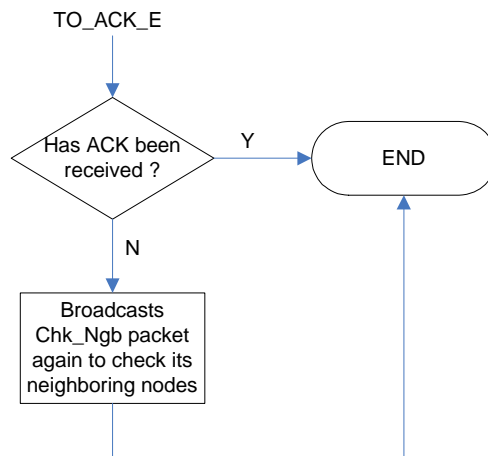 TO_ACK_E
Has ACK been
received ?
Y
END
N
Broadcasts
Chk_Ngb packet
again to check its
neighboring nodes